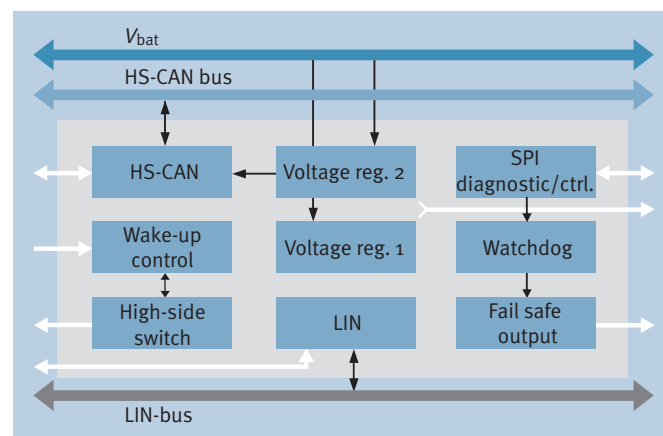 Vbat
HS-CAN bus
HS-CAN
Voltage reg. 2
SPI
diagnostic/ctrl.
Wake-up
control
Voltage reg. 1
Watchdog
High-side
switch
LIN
Fail safe
output
LIN-bus